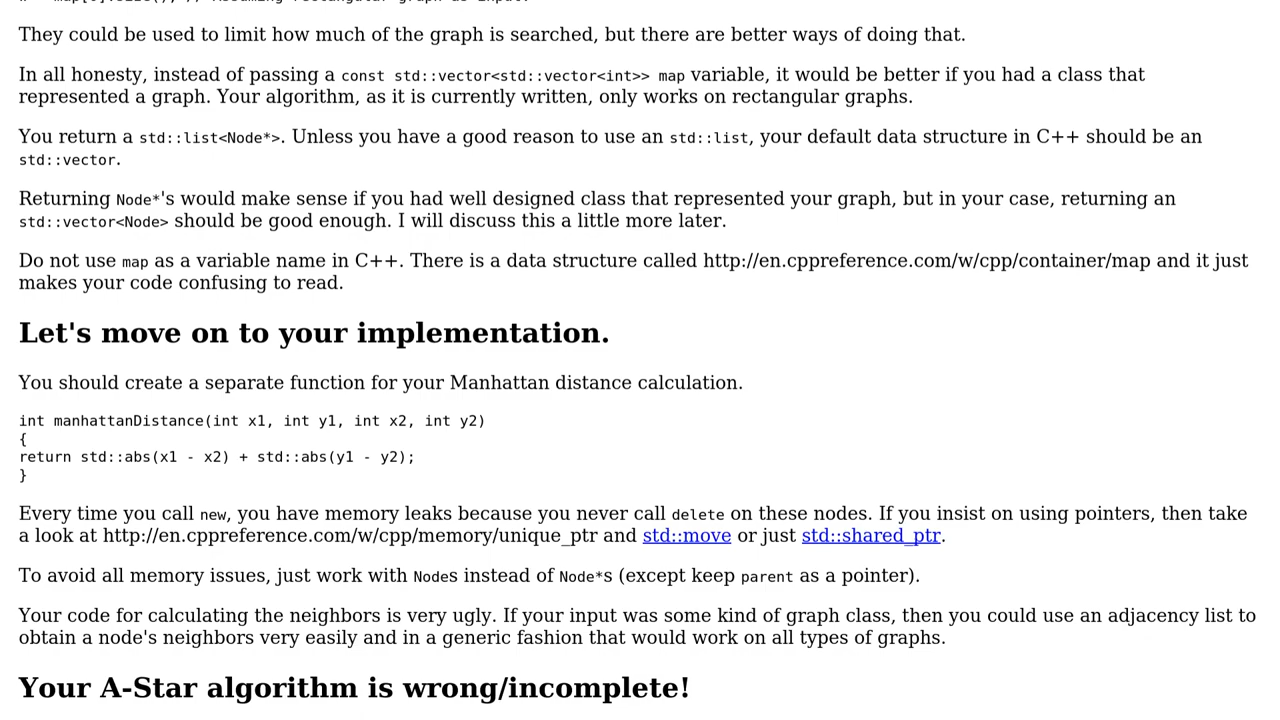 They could be used to limit how much of the graph is searched, but there are better ways of doing that.
In all honesty, instead of passing a const std::vector<std::vector<int>> map variable, it would be better if you had a class that
represented a graph. Your algorithm, as it is currently written, only works on rectangular graphs.
You return a std::list<Node*>. Unless you have a good reason to use an std::list, your default data structure in C++ should be an
std::vector.
Returning Node*'s would make sense if you had well designed class that represented your graph, but in your case, returning an
std::vector<Node> should be good enough. I will discuss this a little more later.
Do not use map as a variable name in C++. There is a data structure called http://en.cppreference.com/w/cpp/container/map and it just
makes your code confusing to read.
Let's move on to your implementation.
You should create a separate function for your Manhattan distance calculation.
int manhattanDistance(int x1, int y1, int x2, int y2)
{
return std::abs(x1 - x2) + std::abs(y1 - y2);
}
Every time you call new, you have memory leaks because you never call delete on these nodes. If you insist on using pointers, then take
a look at http://en.cppreference.com/w/cpp/memory/unique_ptr and std::move or just std::shared_ptr.
To avoid all memory issues, just work with Nodes instead of Node*s (except keep parent as a pointer).
Your code for calculating the neighbors is very ugly. If your input was some kind of graph class, then you could use an adjacency list to
obtain a node's neighbors very easily and in a generic fashion that would work on all types of graphs.
Your A-Star algorithm is wrong/incomplete!